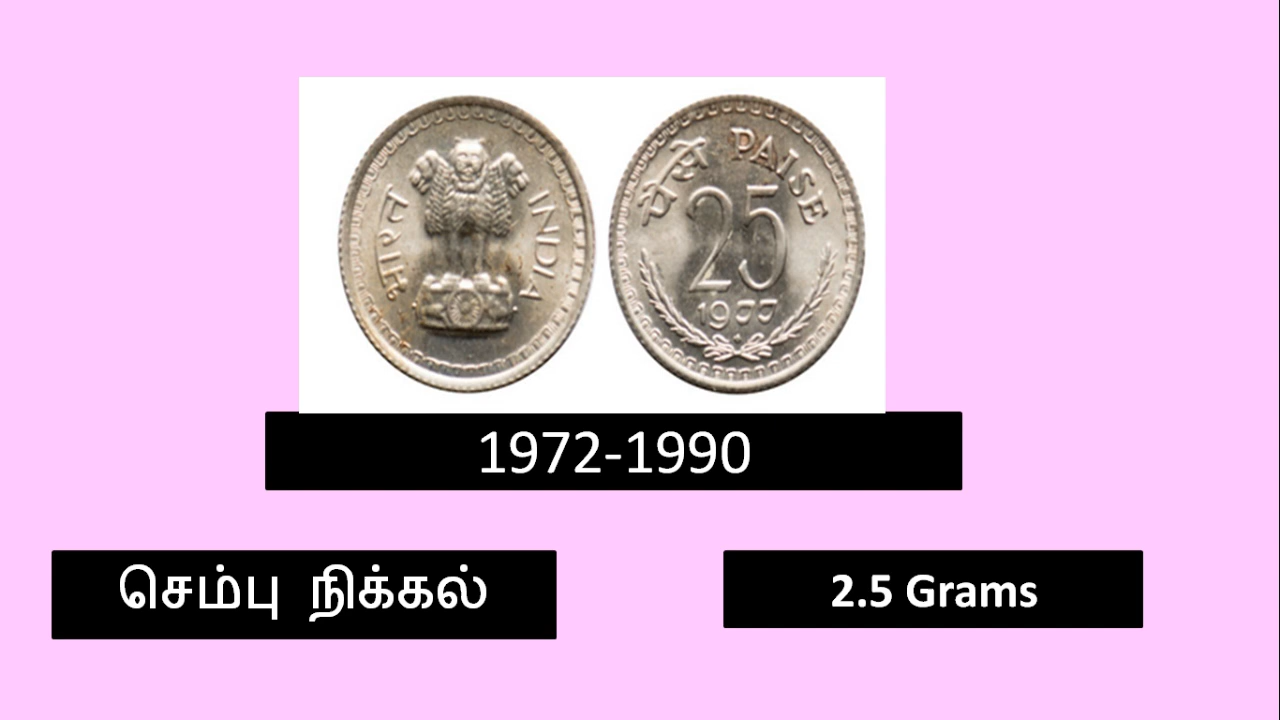 भारत INDIA
पैसे PAISE
25
1977
1972-1990
செம்பு நிக்கல்
2.5 Grams